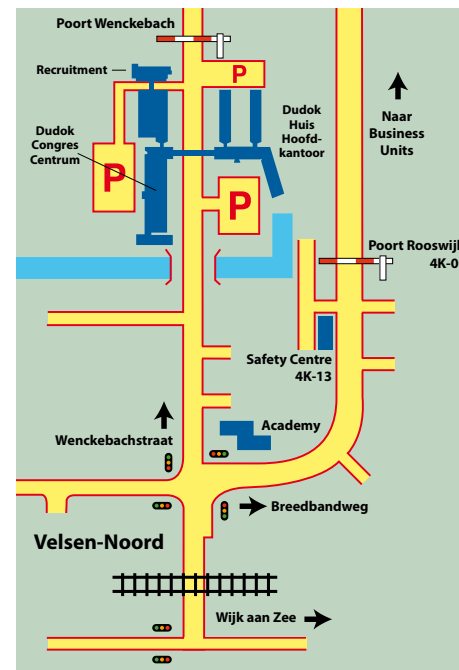 Poort Wenckebach
Recruitment
P
Dudok
Huis
Hoofd-
kantoor
Naar
Business
Units
Dudok
Congres
Centrum
P
P
Poort Rooswijk
4K-0
Safety Centre
4K-13
Academy
Wenckebachstraat
Breedbandweg
Velsen-Noord
Wijk aan Zee